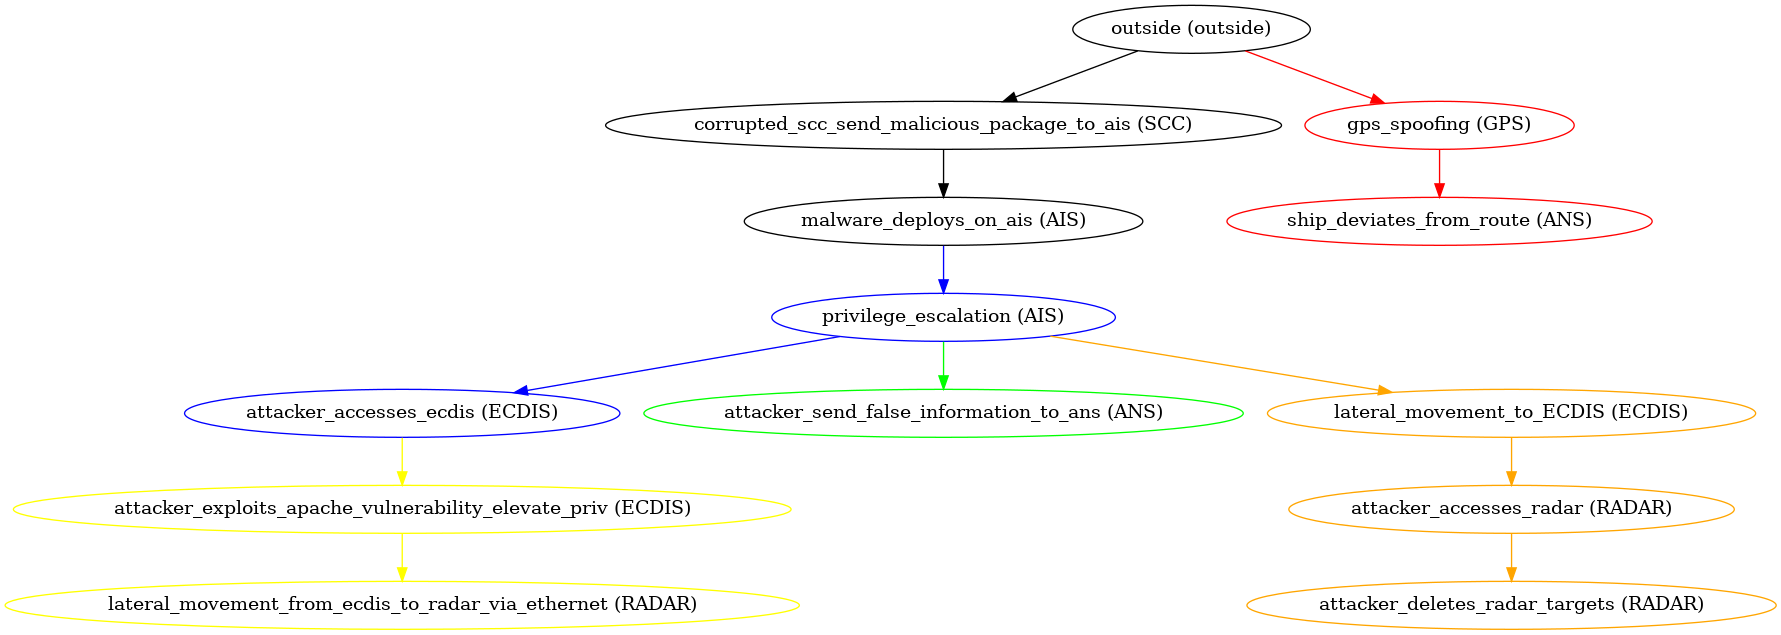 outside (outside)
corrupted_scc_send_malicious_package_to_ais (SCC)
gps_spoofing (GPS)
malware_deploys_on_ais (AIS)
ship_deviates_from_route (ANS)
privilege_escalation (AIS)
attacker_accesses_ecdis (ECDIS)
attacker_send_false_information_to_ans (ANS)
lateral_movement_to_ECDIS (ECDIS)
attacker_exploits_apache_vulnerability_elevate_priv (ECDIS)
attacker_accesses_radar (RADAR)
lateral_movement_from_ecdis_to_radar_via_ethernet (RADAR)
attacker_deletes_radar_targets (RADAR)